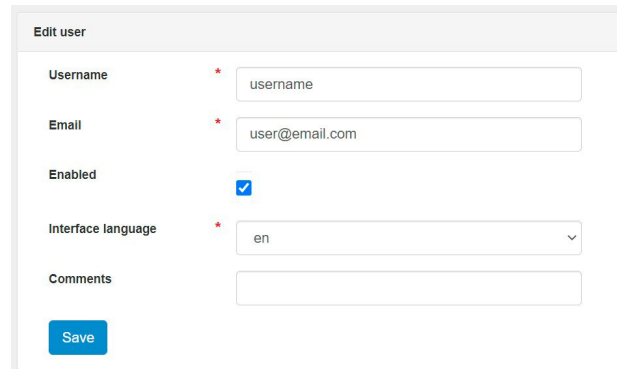 Edit user
Username * username
Email * user@email.com
Enabled
Interface language * en
Comments
Save